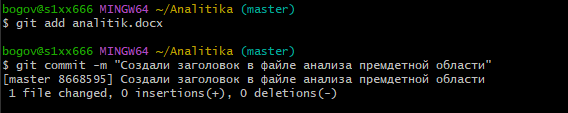 bogov@s1xx666 MINGW64 ~/Analitika (master)
$ git add analitik.docx
bogov@s1xx666 MINGW64 ~/Analitika (master)
$ git commit -m "Создали заголовок в файле анализа премдетной области"
[master 8668595] Создали заголовок в файле анализа премдетной области
1 file changed, 0 insertions(+), 0 deletions(-)